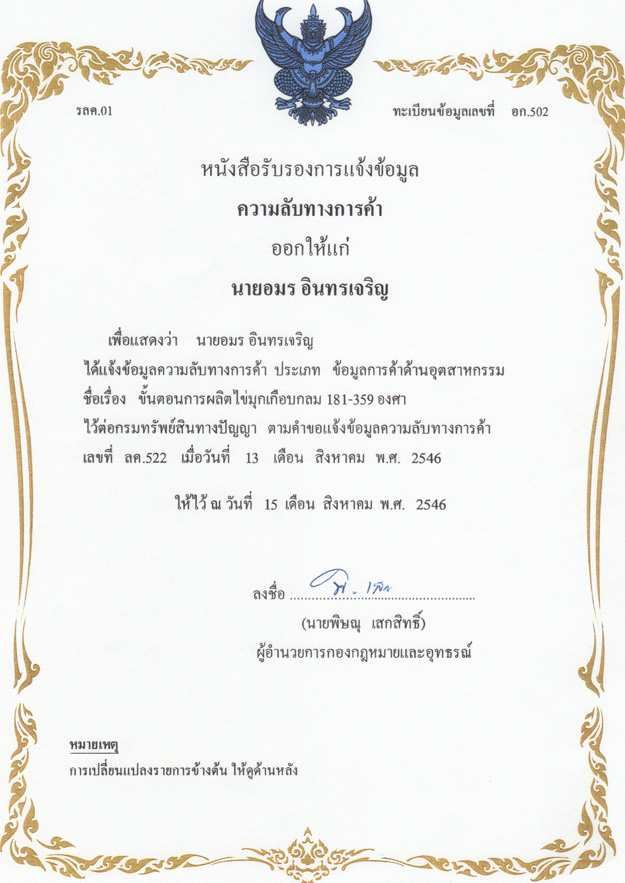 รลค.01 ทะเบียนข้อมูลเลขที่ อก.502
หนังสือรับรองการแจ้งข้อมูล
ความลับทางการค้า
ออกให้แก่
นายอมร อินทรเจริญ
เพื่อแสดงว่า นายอมร อินทรเจริญ
ได้แจ้งข้อมูลความลับทางการค้า ประเภท ข้อมูลการค้าด้านอุตสาหกรรม
ชื่อเรื่อง ขั้นตอนการผลิตไข่มุกเกือบกลม 181-359 องศา
ไว้ต่อกรมทรัพย์สินทางปัญญา ตามคำขอแจ้งข้อมูลความลับทางการค้า
เลขที่ ลค.522 เมื่อวันที่ 13 เดือน สิงหาคม พ.ศ. 2546
ให้ไว้ ณ วันที่ 15 เดือน สิงหาคม พ.ศ. 2546
ลงชื่อ
(นายพิษณุ เสกสิทธิ์)
ผู้อำนวยการกองกฎหมายและอุทธรณ์
หมายเหตุ
การเปลี่ยนแปลงรายการข้างต้น ให้ดูด้านหลัง